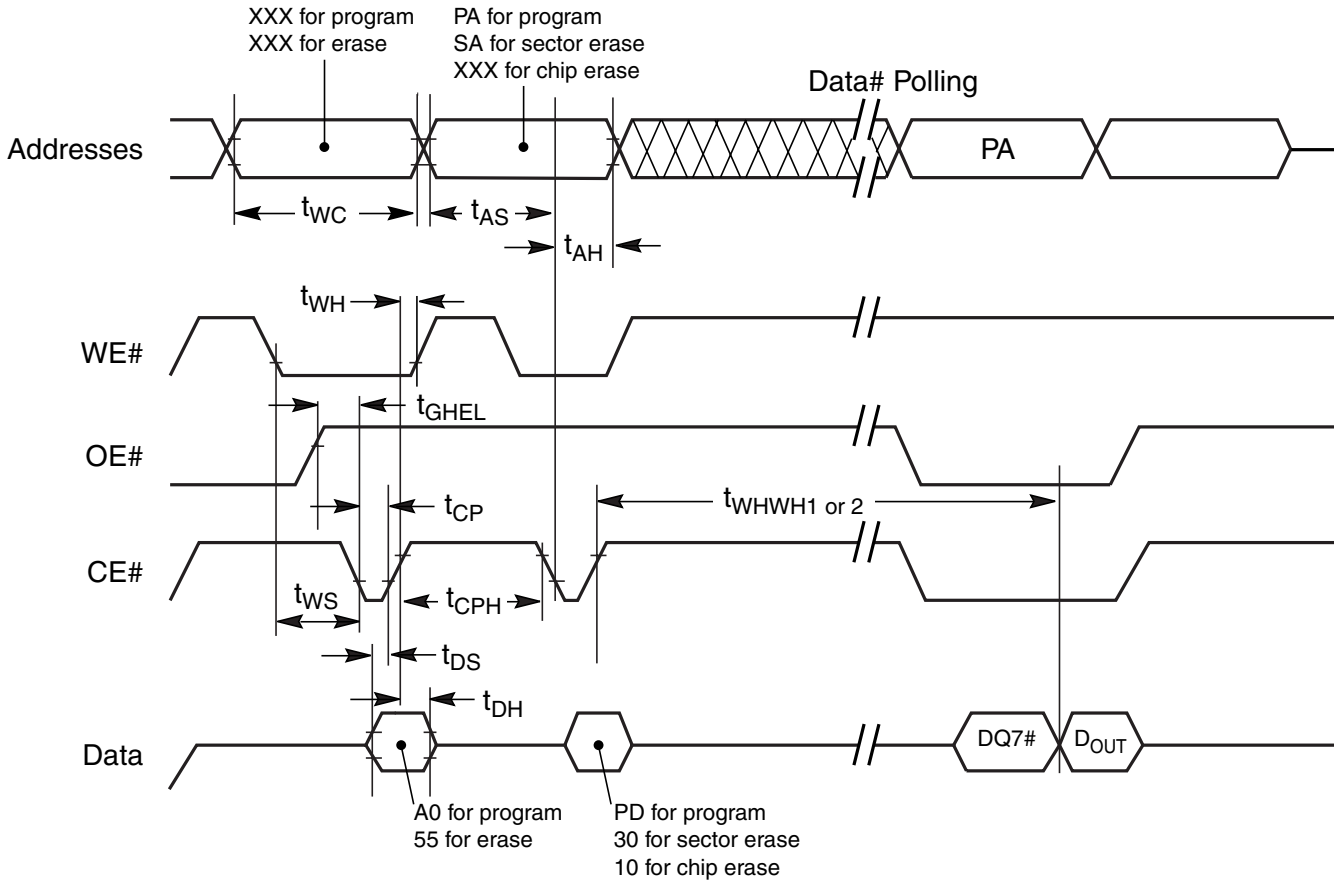 XXX for program
XXX for erase
PA for program
SA for sector erase
XXX for chip erase
Data# Polling
Addresses
PA
tWC
tAS
tAH
tWH
WE#
tGHEL
OE#
tCP
tWHWH1 or 2
CE#
tWS
tCPH
tDS
tDH
Data
DQ7#
DOUT
A0 for program
55 for erase
PD for program
30 for sector erase
10 for chip erase